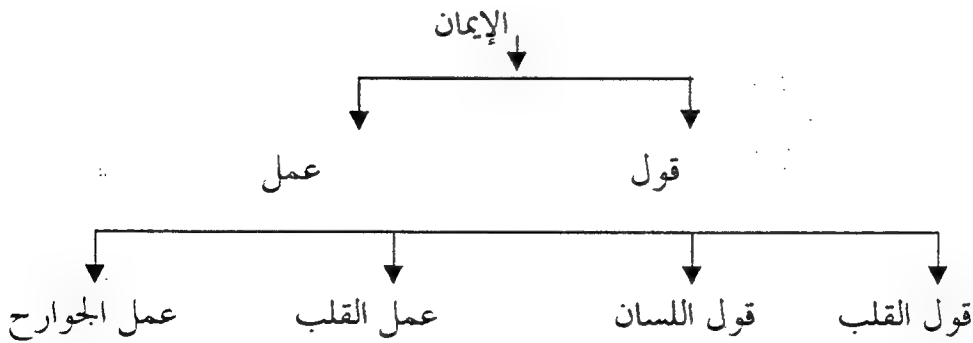 الإيمان
قول عمل
قول القلب قول اللسان عمل القلب عمل الجوارح